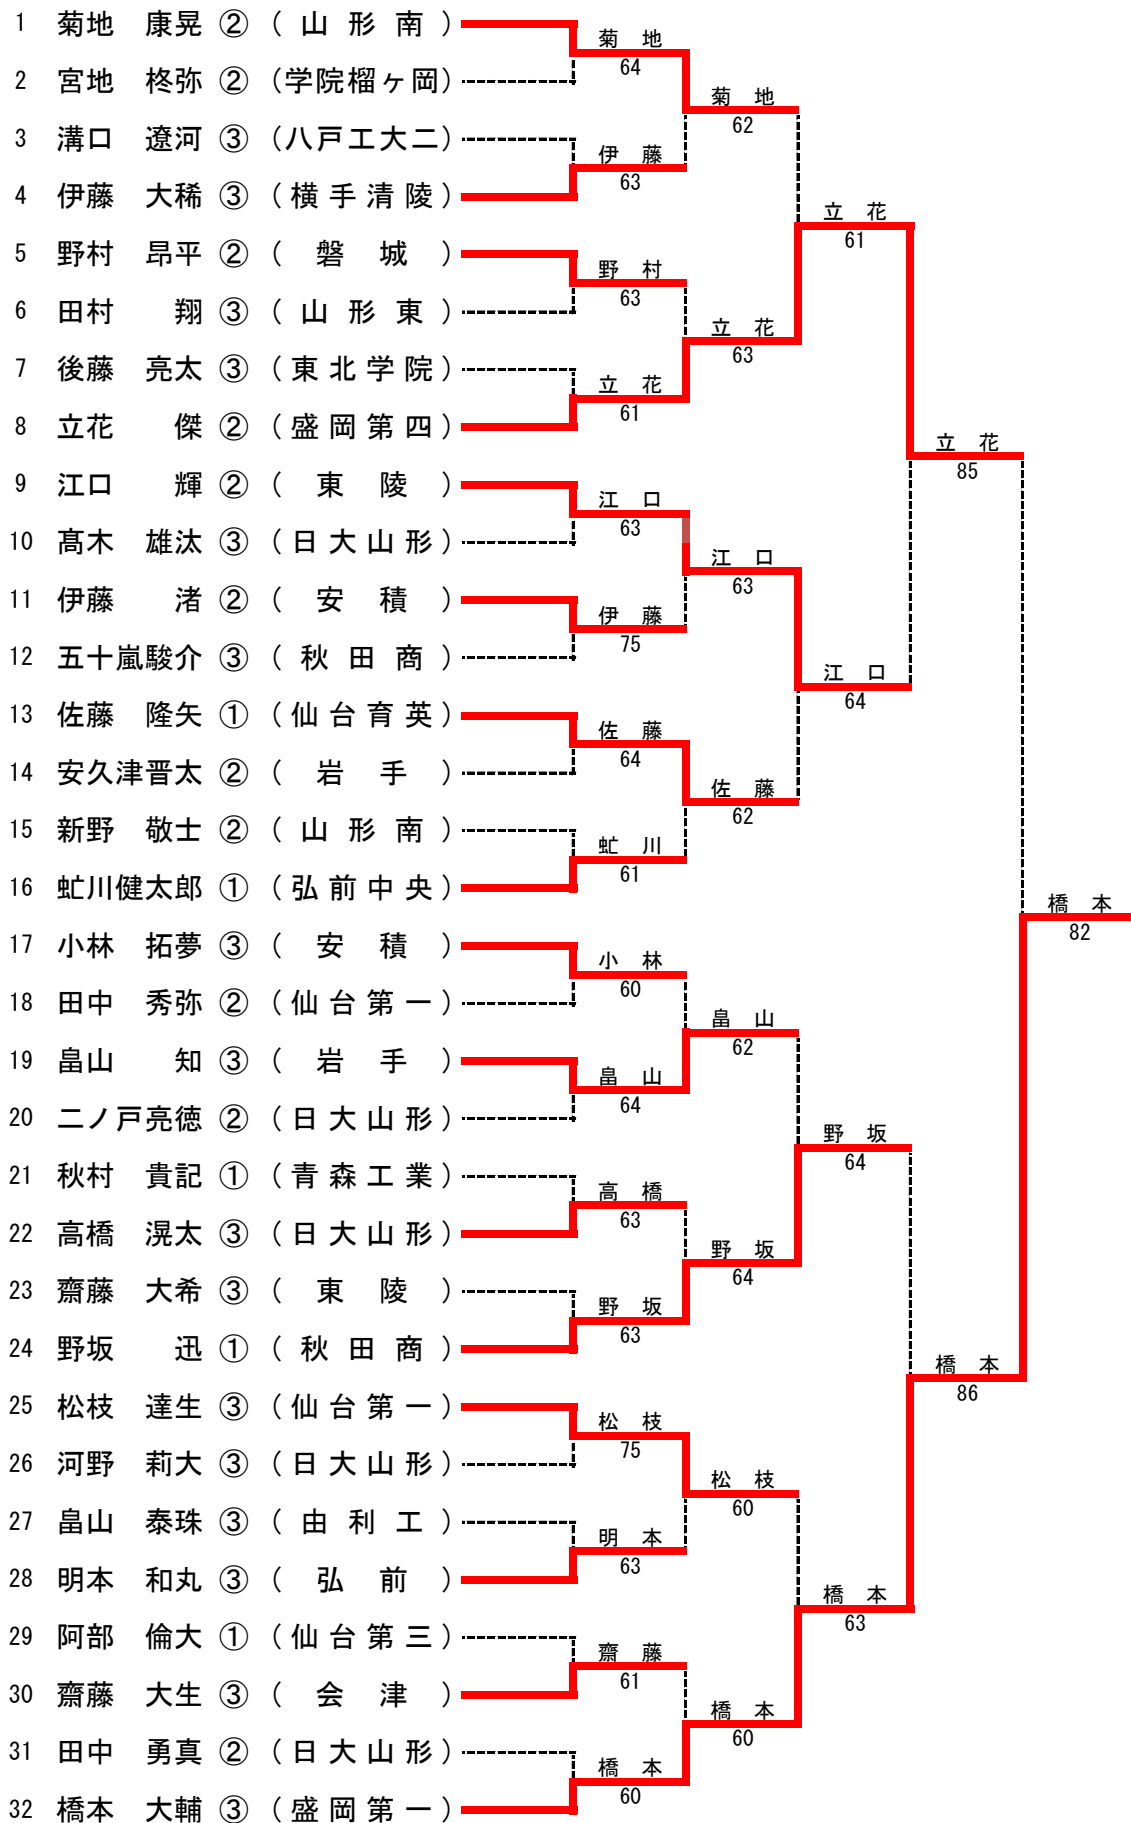 1 菊地 康晃 ② （ 山 形 南 ）
2 宮地 柊弥 ② （学院榴ヶ岡）
3 溝口 遼河 ③ （八戸工大二）
4 伊藤 大稀 ③ （ 横 手 清 陵 ）
5 野村 昂平 ② （ 磐 城 ）
6 田村 翔 ③ （ 山 形 東 ）
7 後藤 亮太 ③ （ 東 北 学 院 ）
8 立花 傑 ② （ 盛 岡 第 四 ）
9 江口 輝 ② （ 東 陵 ）
10 髙木 雄汰 ③ （ 日 大 山 形 ）
11 伊藤 渚 ② （ 安 積 ）
12 五十嵐駿介 ③ （ 秋 田 商 ）
13 佐藤 隆矢 ① （ 仙 台 育 英 ）
14 安久津晋太 ② （ 岩 手 ）
15 新野 敬士 ② （ 山 形 南 ）
16 虻川健太郎 ① （ 弘 前 中 央 ）
17 小林 拓夢 ③ （ 安 積 ）
18 田中 秀弥 ② （ 仙 台 第 一 ）
19 畠山 知 ③ （ 岩 手 ）
20 二ノ戸亮徳 ② （ 日 大 山 形 ）
21 秋村 貴記 ① （ 青 森 工 業 ）
22 高橋 滉太 ③ （ 日 大 山 形 ）
23 齋藤 大希 ③ （ 東 陵 ）
24 野坂 迅 ① （ 秋 田 商 ）
25 松枝 達生 ③ （ 仙 台 第 一 ）
26 河野 莉大 ③ （ 日 大 山 形 ）
27 畠山 泰珠 ③ （ 由 利 工 ）
28 明本 和丸 ③ （ 弘 前 ）
29 阿部 倫大 ① （ 仙 台 第 三 ）
30 齋藤 大生 ③ （ 会 津 ）
31 田中 勇真 ② （ 日 大 山 形 ）
32 橋本 大輔 ③ （ 盛 岡 第 一 ）
菊 地
64
伊 藤
63
野 村
63
立 花
61
江 口
63
伊 藤
75
佐 藤
64
虻 川
61
小 林
60
畠 山
64
高 橋
63
野 坂
63
松 枝
75
明 本
63
齋 藤
61
橋 本
60
菊 地
62
立 花
63
江 口
63
佐 藤
62
畠 山
62
野 坂
64
松 枝
60
橋 本
60
立 花
61
江 口
64
野 坂
64
橋 本
63
立 花
85
橋 本
86
橋 本
82